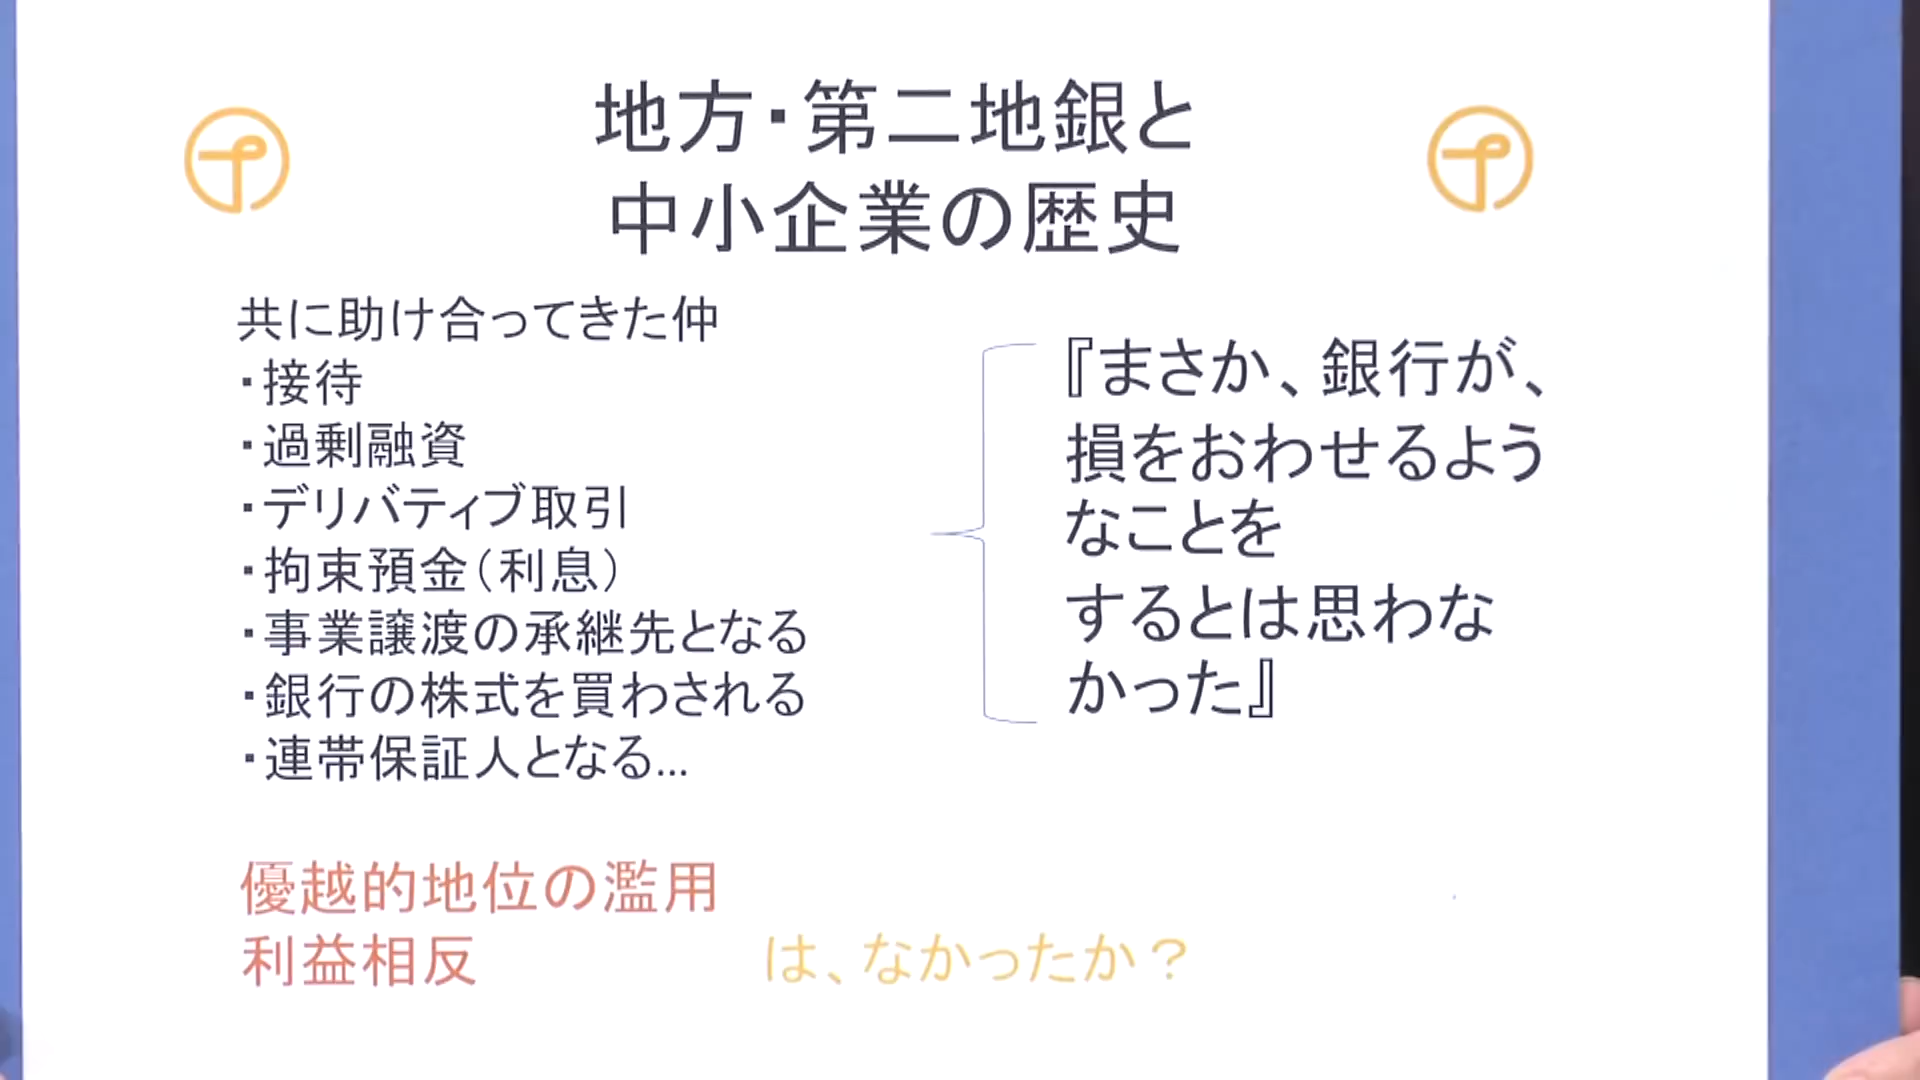 地方・第二地銀と
中小企業の歴史
共に助け合ってきた仲
・接待
・過剰融資
・デリバティブ取引
・拘束預金(利息)
・事業譲渡の承継先となる
・銀行の株式を買わされる
・連帯保証人となる…
『まさか、銀行が、
損をおわせるよう
なことを
するとは思わな
かった』
優越的地位の濫用
利益相反 は、なかったか?